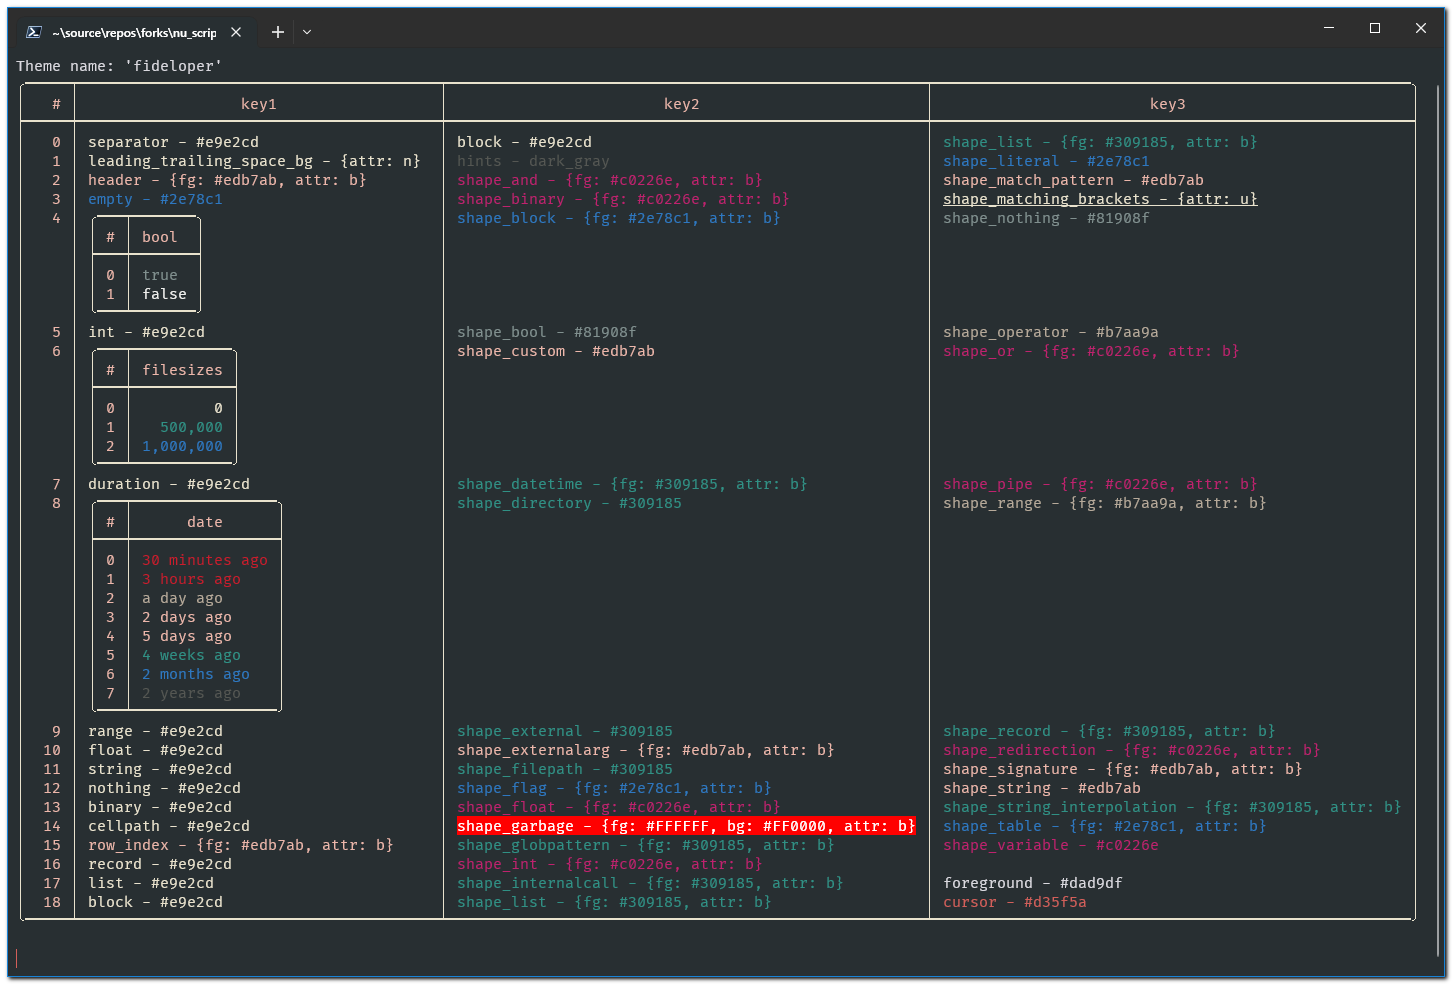 ~\source\repos\forks\nu_scrip
Theme name: 'fideloper'
# key1 key2 key3
0 separator - #e9e2cd block - #e9e2cd shape_list - {fg: #309185, attr: b}
1 leading_trailing_space_bg - {attr: n} hints - dark_gray shape_literal - #2e78c1
2 header - {fg: #edb7ab, attr: b} shape_and - {fg: #c0226e, attr: b} shape_match_pattern - #edb7ab
3 empty - #2e78c1 shape_binary - {fg: #c0226e, attr: b} shape_matching_brackets - {attr: u}
4 shape_block - {fg: #2e78c1, attr: b} shape_nothing - #81908f
# bool
0 true
1 false
5 int - #e9e2cd shape_bool - #81908f shape_operator - #b7aa9a
6 shape_custom - #edb7ab shape_or - {fg: #c0226e, attr: b}
# filesizes
0 0
1 500,000
2 1,000,000
7 duration - #e9e2cd shape_datetime - {fg: #309185, attr: b} shape_pipe - {fg: #c0226e, attr: b}
8 shape_directory - #309185 shape_range - {fg: #b7aa9a, attr: b}
# date
0 30 minutes ago
1 3 hours ago
2 a day ago
3 2 days ago
4 5 days ago
5 4 weeks ago
6 2 months ago
7 2 years ago
9 range - #e9e2cd shape_external - #309185 shape_record - {fg: #309185, attr: b}
10 float - #e9e2cd shape_externalarg - {fg: #edb7ab, attr: b} shape_redirection - {fg: #c0226e, attr: b}
11 string - #e9e2cd shape_filepath - #309185 shape_signature - {fg: #edb7ab, attr: b}
12 nothing - #e9e2cd shape_flag - {fg: #2e78c1, attr: b} shape_string - #edb7ab
13 binary - #e9e2cd shape_float - {fg: #c0226e, attr: b} shape_string_interpolation - {fg: #309185, attr: b}
14 cellpath - #e9e2cd shape_garbage - {fg: #FFFFFF, bg: #FF0000, attr: b} shape_table - {fg: #2e78c1, attr: b}
15 row_index - {fg: #edb7ab, attr: b} shape_globpattern - {fg: #309185, attr: b} shape_variable - #c0226e
16 record - #e9e2cd shape_int - {fg: #c0226e, attr: b}
17 list - #e9e2cd shape_internalcall - {fg: #309185, attr: b} foreground - #dad9df
18 block - #e9e2cd shape_list - {fg: #309185, attr: b} cursor - #d35f5a